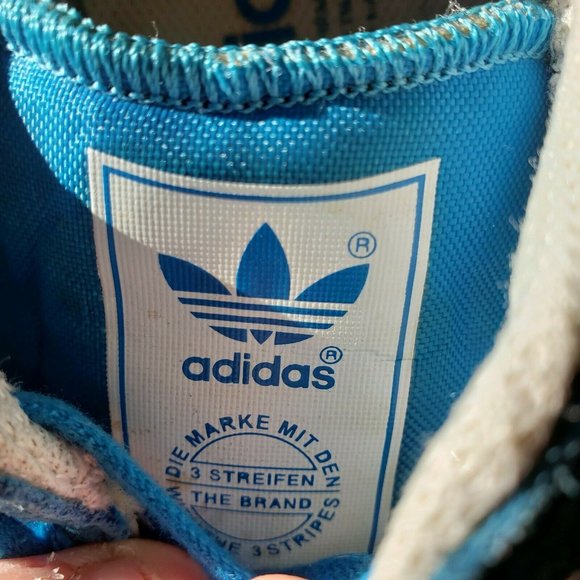 ®
adidas®
DIE MARKE MIT DEN
3 STREIFEN
THE BRAND
3 STRIPES